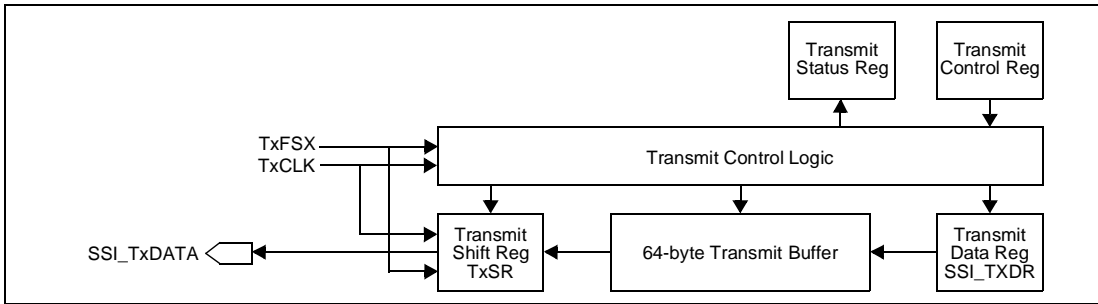 Transmit
Status Reg
Transmit
Control Reg
TxFSX
TxCLK
Transmit Control Logic
SSI_TxDATA
Transmit
Shift Reg
TxSR
64-byte Transmit Buffer
Transmit
Data Reg
SSI_TXDR